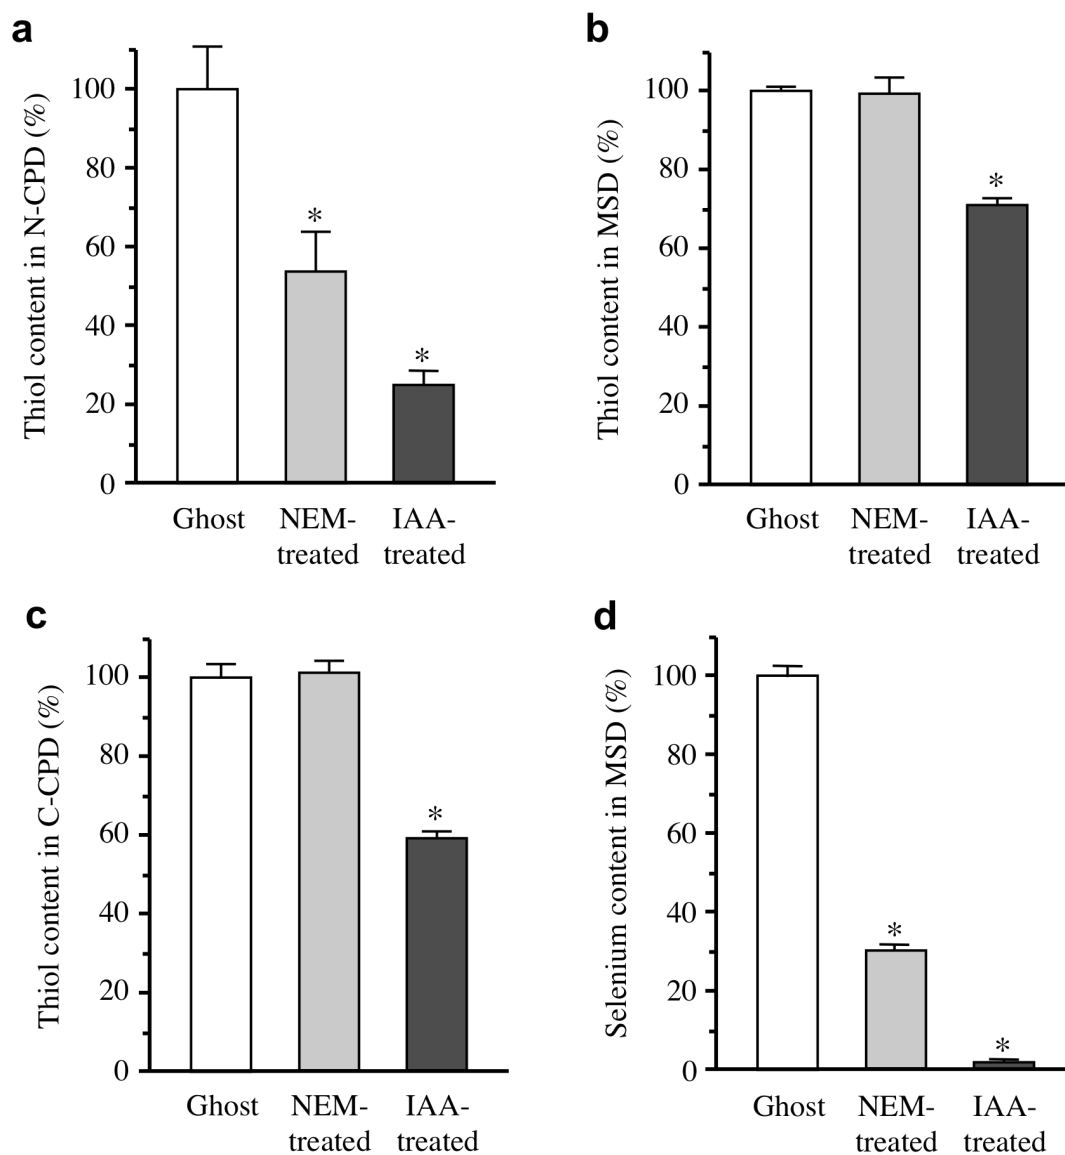 a
Thiol content in N-CPD (%)
100
80
60
40
20
0
*
*
Ghost
NEM-
treated
IAA-
treated
b
Thiol content in MSD (%)
100
80
60
40
20
0
*
Ghost
NEM-
treated
IAA-
treated
c
Thiol content in C-CPD (%)
100
80
60
40
20
0
*
Ghost
NEM-
treated
IAA-
treated
d
Selenium content in MSD (%)
100
80
60
40
20
0
*
*
Ghost
NEM-
treated
IAA-
treated